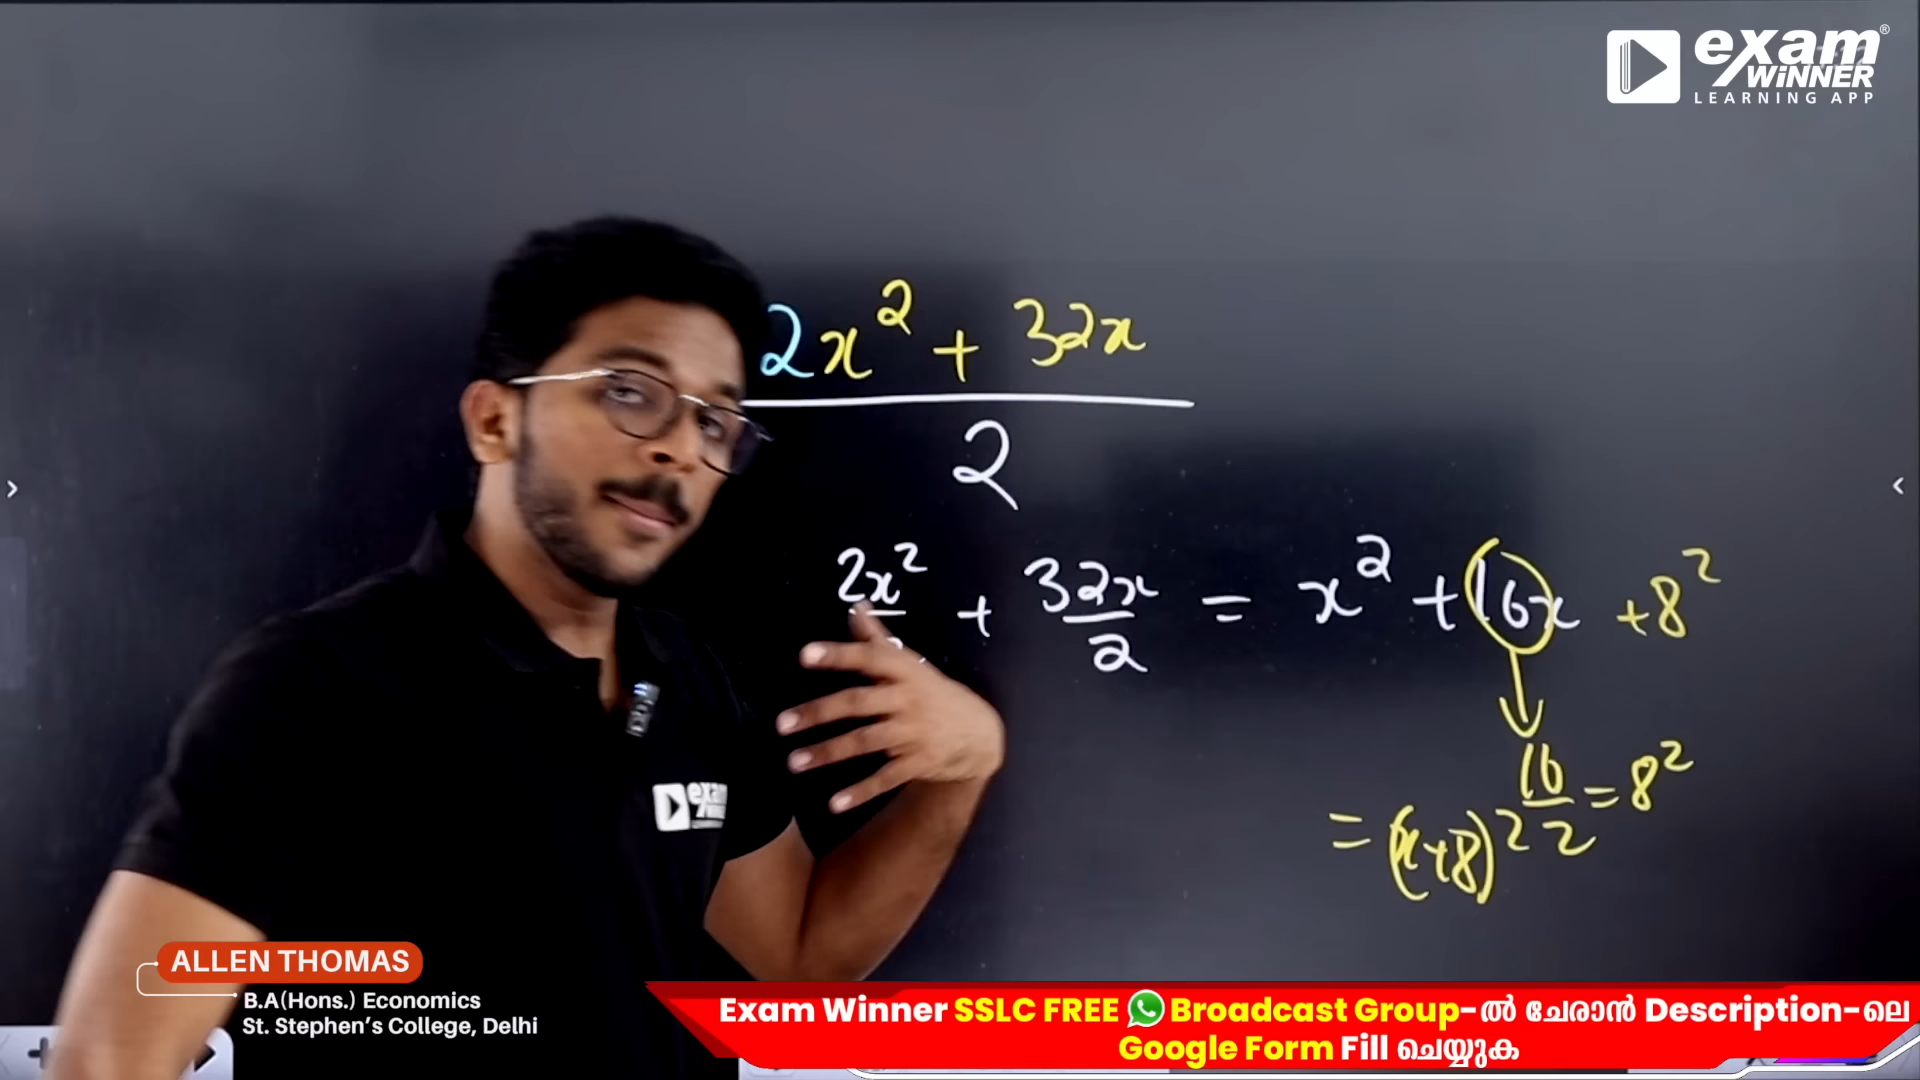 exam
WiNNER
LEARNING APP
2x² + 32x
2
2x² + 32x/2 = x² + 16x + 8²
16/2 = 8²
= (x+8)²
exam
ALLEN THOMAS
B.A(Hons.) Economics
St. Stephen's College, Delhi
Exam Winner SSLC FREE Broadcast Group-ൽ ചേരാൻ Description-ലെ
Google Form Fill ചെയ്യുക